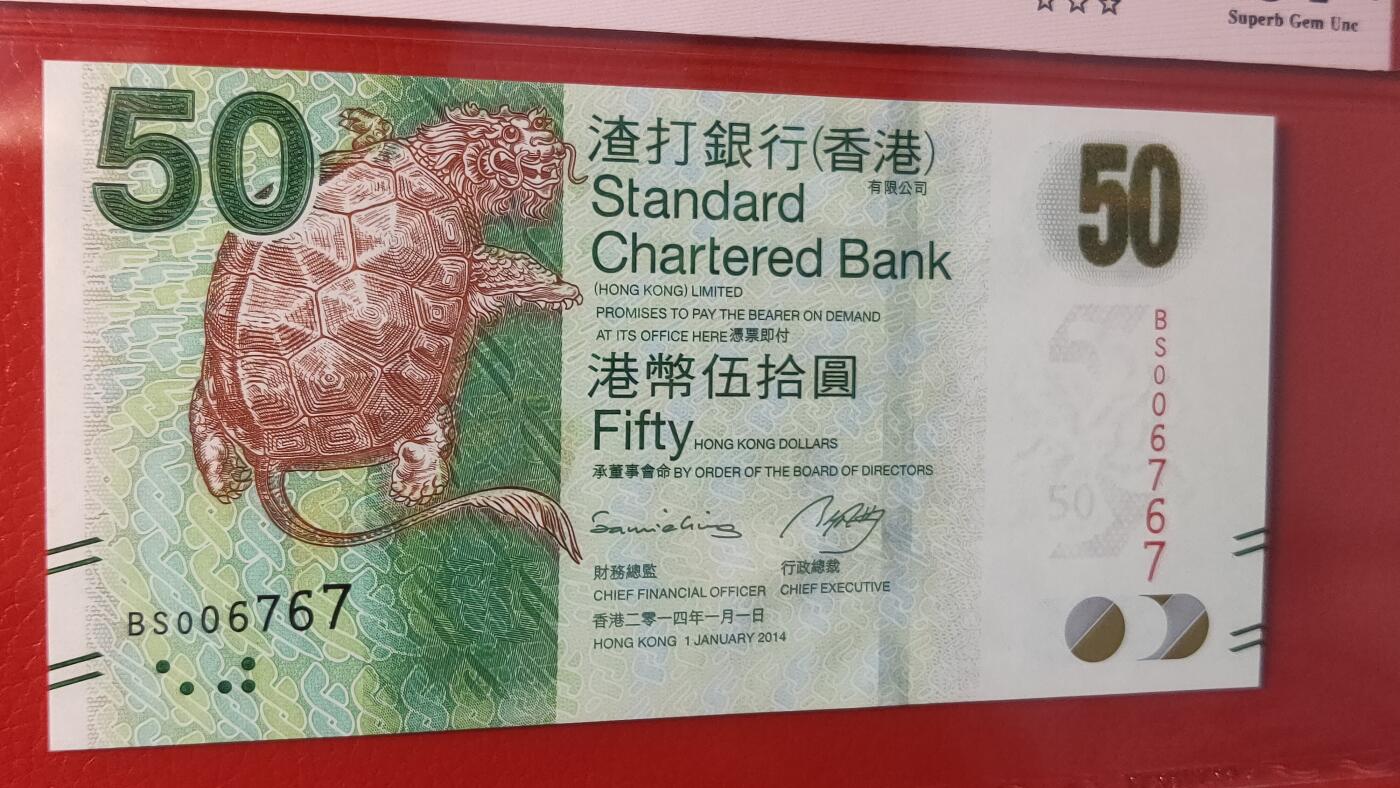 Superb Gem Unc
50
渣打銀行(香港)
有限公司
Standard
Chartered Bank
(HONG KONG) LIMITED
PROMISES TO PAY THE BEARER ON DEMAND
AT ITS OFFICE HERE憑票即付
港幣伍拾圓
Fifty HONG KONG DOLLARS
承董事會命 BY ORDER OF THE BOARD OF DIRECTORS
財務總監
CHIEF FINANCIAL OFFICER
行政總裁
CHIEF EXECUTIVE
香港二零一四年一月一日
HONG KONG 1 JANUARY 2014
BS006767
50
BS006767
50